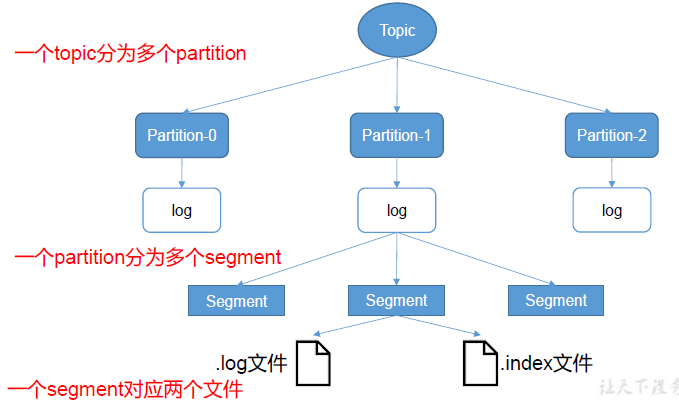 Topic
一个topic分为多个partition
Partition-0 Partition-1 Partition-2
log log log
一个partition分为多个segment
Segment Segment Segment
.log文件 .index文件
一个segment对应两个文件
让天下没